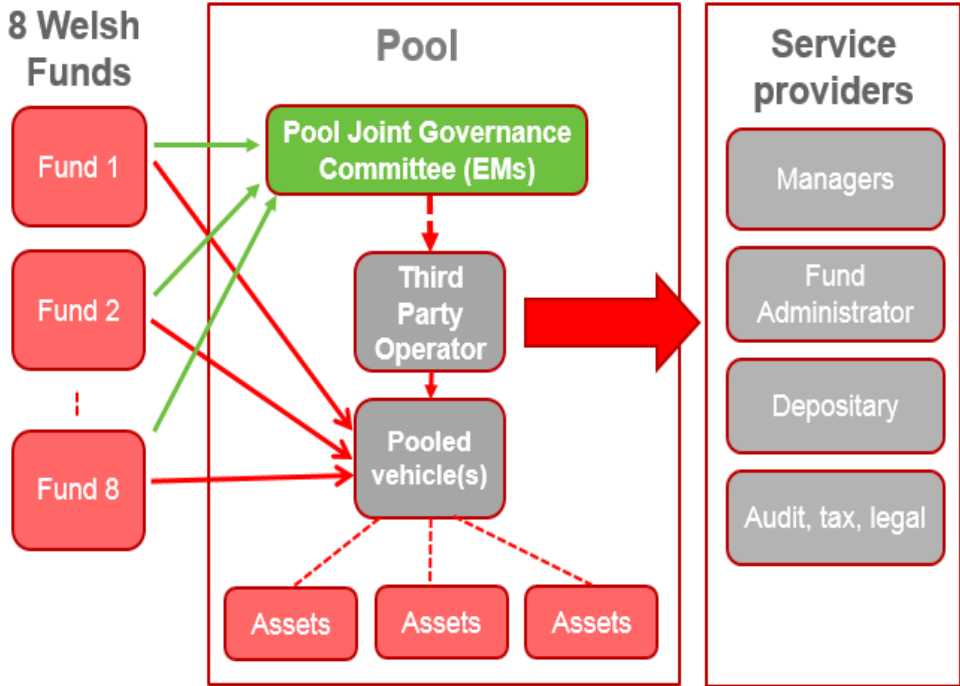 8 Welsh
Funds
Fund 1
Fund 2
Fund 8
Pool
Pool Joint Governance
Committee (EMs)
Third
Party
Operator
Pooled
vehicle(s)
Assets
Assets
Assets
Service
providers
Managers
Fund
Administrator
Depositary
Audit, tax, legal